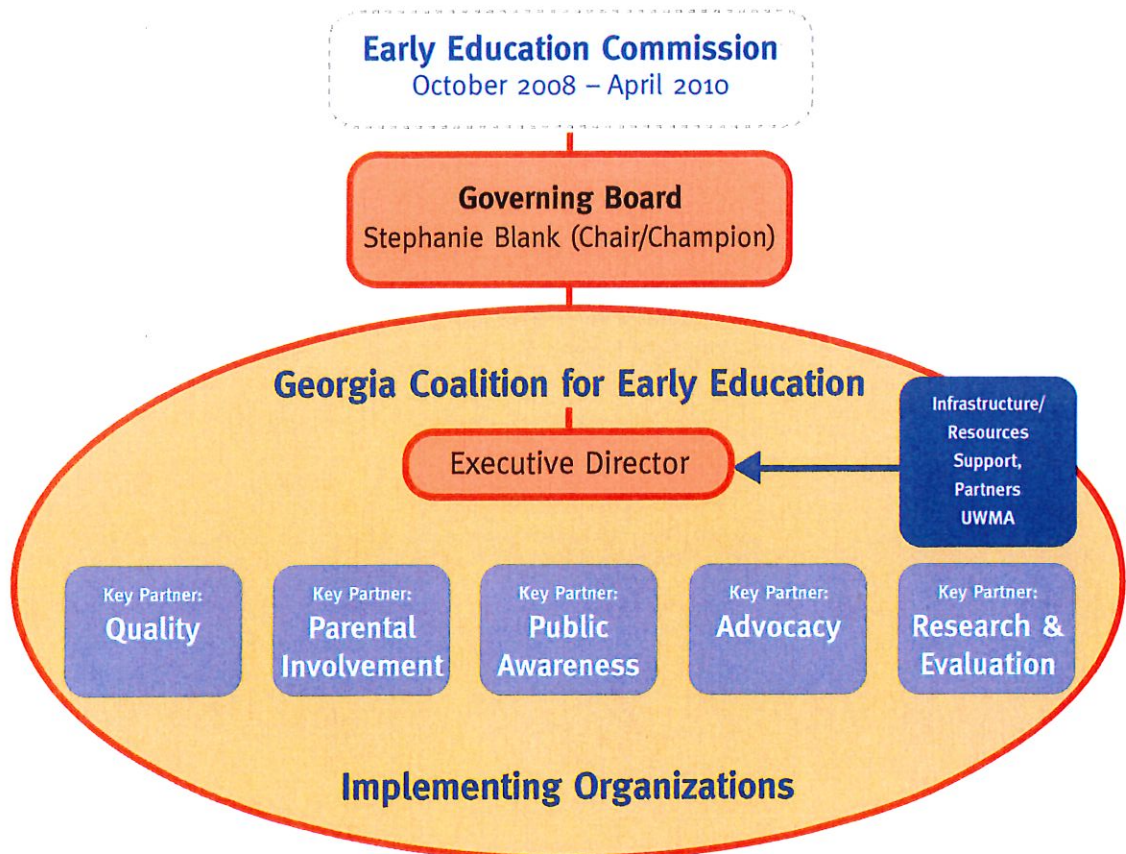 Early Education Commission
October 2008 – April 2010
Governing Board
Stephanie Blank (Chair/Champion)
Georgia Coalition for Early Education
Executive Director
Infrastructure/
Resources
Support,
Partners
UWMA
Key Partner:
Quality
Key Partner:
Parental
Involvement
Key Partner:
Public
Awareness
Key Partner:
Advocacy
Key Partner:
Research &
Evaluation
Implementing Organizations